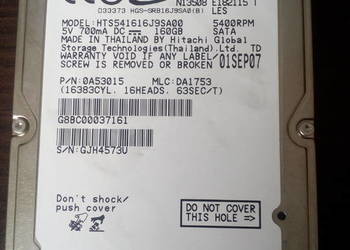 N13508 E182115 T
D33373 HGS-SRB16J9SA0(B) LES
MODEL: HTS541616J9SA00 5400RPM
5V 700mA DC 160GB SATA
MADE IN THAILAND BY Hitachi Global
Storage Technologies(Thailand)Ltd. TD
WARRANTY VOID IF ANY LABEL/
SCREW IS REMOVED OR BROKEN 01SEP07
P/N:0A53015 MLC:DA1753
(16383CYL. 16HEADS. 63SEC/T)
G8BC00037161
S/N:GJH4573U
Don't shock/
push cover
DO NOT COVER
THIS HOLE